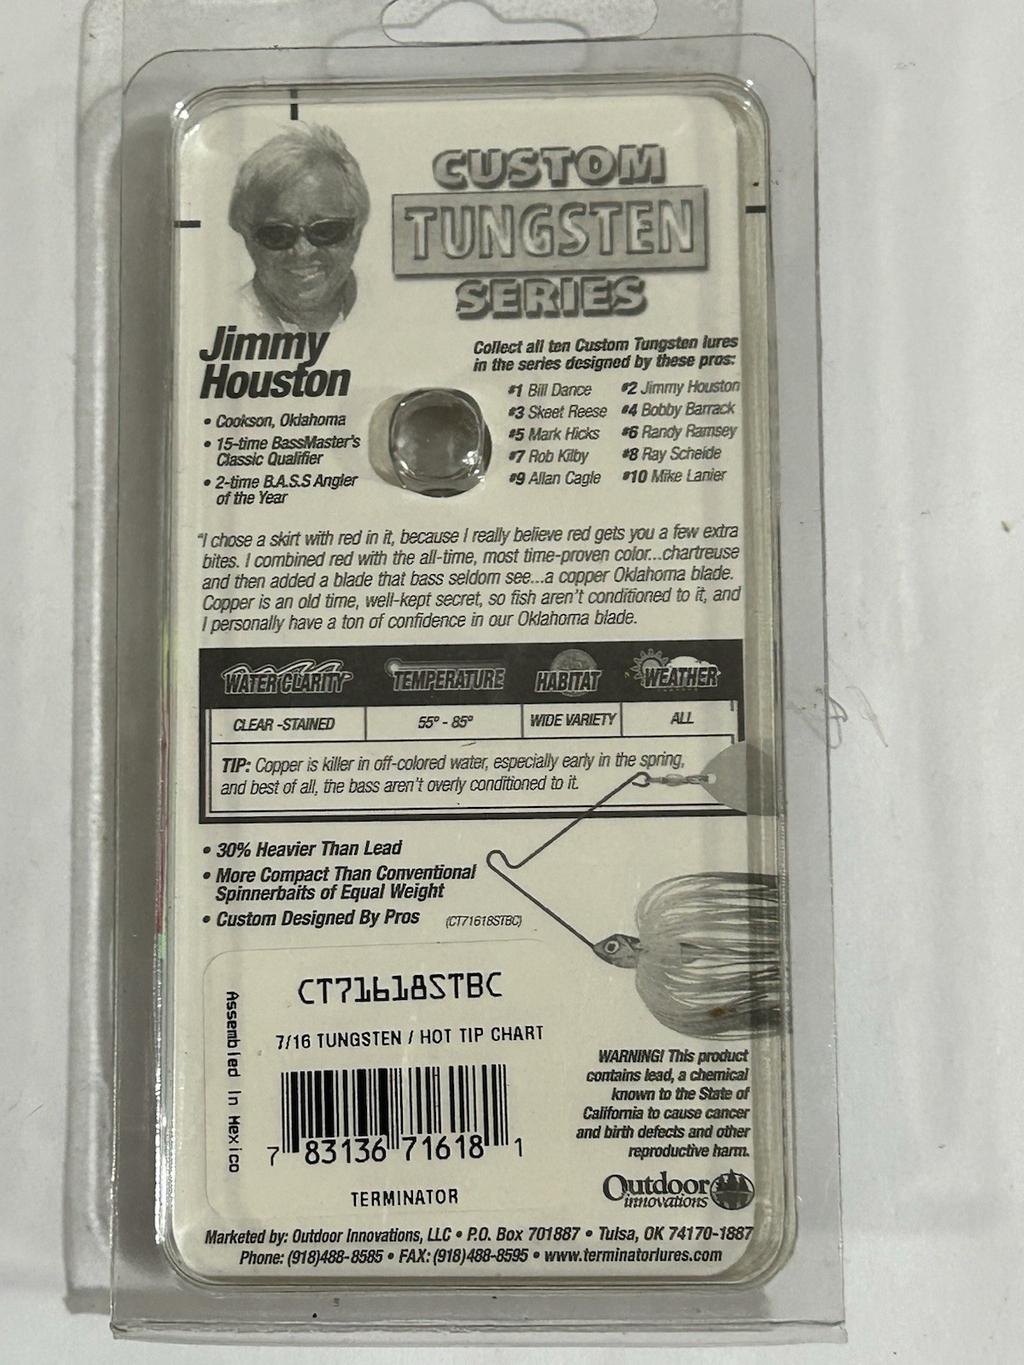 CUSTOM
TUNGSTEN
SERIES
Jimmy
Houston
• Cookson, Oklahoma
• 15-time BassMaster's
Classic Qualifier
• 2-time B.A.S.S Angler
of the Year
Collect all ten Custom Tungsten lures
in the series designed by these pros:
#1 Bill Dance #2 Jimmy Houston
#3 Skeet Reese #4 Bobby Barrack
#5 Mark Hicks #6 Randy Ramsey
#7 Rob Kilby #8 Ray Scheide
#9 Allan Cagle #10 Mike Lanier
"I chose a skirt with red in it, because I really believe red gets you a few extra
bites. I combined red with the all-time, most time-proven color...chartreuse
and then added a blade that bass seldom see...a copper Oklahoma blade.
Copper is an old time, well-kept secret, so fish aren't conditioned to it, and
I personally have a ton of confidence in our Oklahoma blade.
WATER CLARITY TEMPERATURE HABITAT WEATHER
CLEAR -STAINED 55º - 85º WIDE VARIETY ALL
TIP: Copper is killer in off-colored water, especially early in the spring,
and best of all, the bass aren't overly conditioned to it.
• 30% Heavier Than Lead
• More Compact Than Conventional
Spinnerbaits of Equal Weight
• Custom Designed By Pros (CT71618STBC)
CT71618STBC
7/16 TUNGSTEN / HOT TIP CHART
Assembled In Mexico
7 83136 71618 1
TERMINATOR
WARNING! This product
contains lead, a chemical
known to the State of
California to cause cancer
and birth defects and other
reproductive harm.
Outdoor
innovations
Marketed by: Outdoor Innovations, LLC • P.O. Box 701887 • Tulsa, OK 74170-1887
Phone: (918)488-8585 • FAX: (918)488-8595 • www.terminatorlures.com